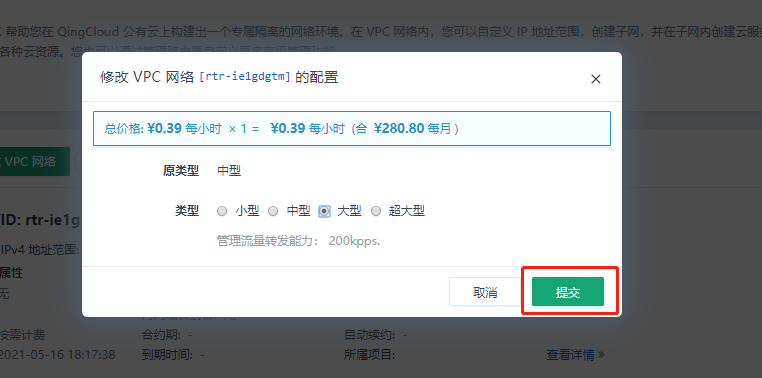 帮助您在 QingCloud 公有云上构建出一个专属隔离的网络环境。在 VPC 网络内，您可以自定义 IP 地址范围，创建子网，并在子网内创建云服
各种云资源。
修改 VPC 网络 [rtr-ie1gdgtm] 的配置
×
总价格: ¥0.39 每小时 × 1 = ¥0.39 每小时 (合 ¥280.80 每月 )
VPC 网络
原类型 中型
类型 小型 中型 大型 超大型
/ID: rtr-ie1g
管理流量转发能力： 200kpps.
IPv4 地址范围:
属性
无
取消 提交
按需计费 合约期: - 自动续约: -
2021-05-16 18:17:38 到期时间: - 所属项目: 查看详情 »